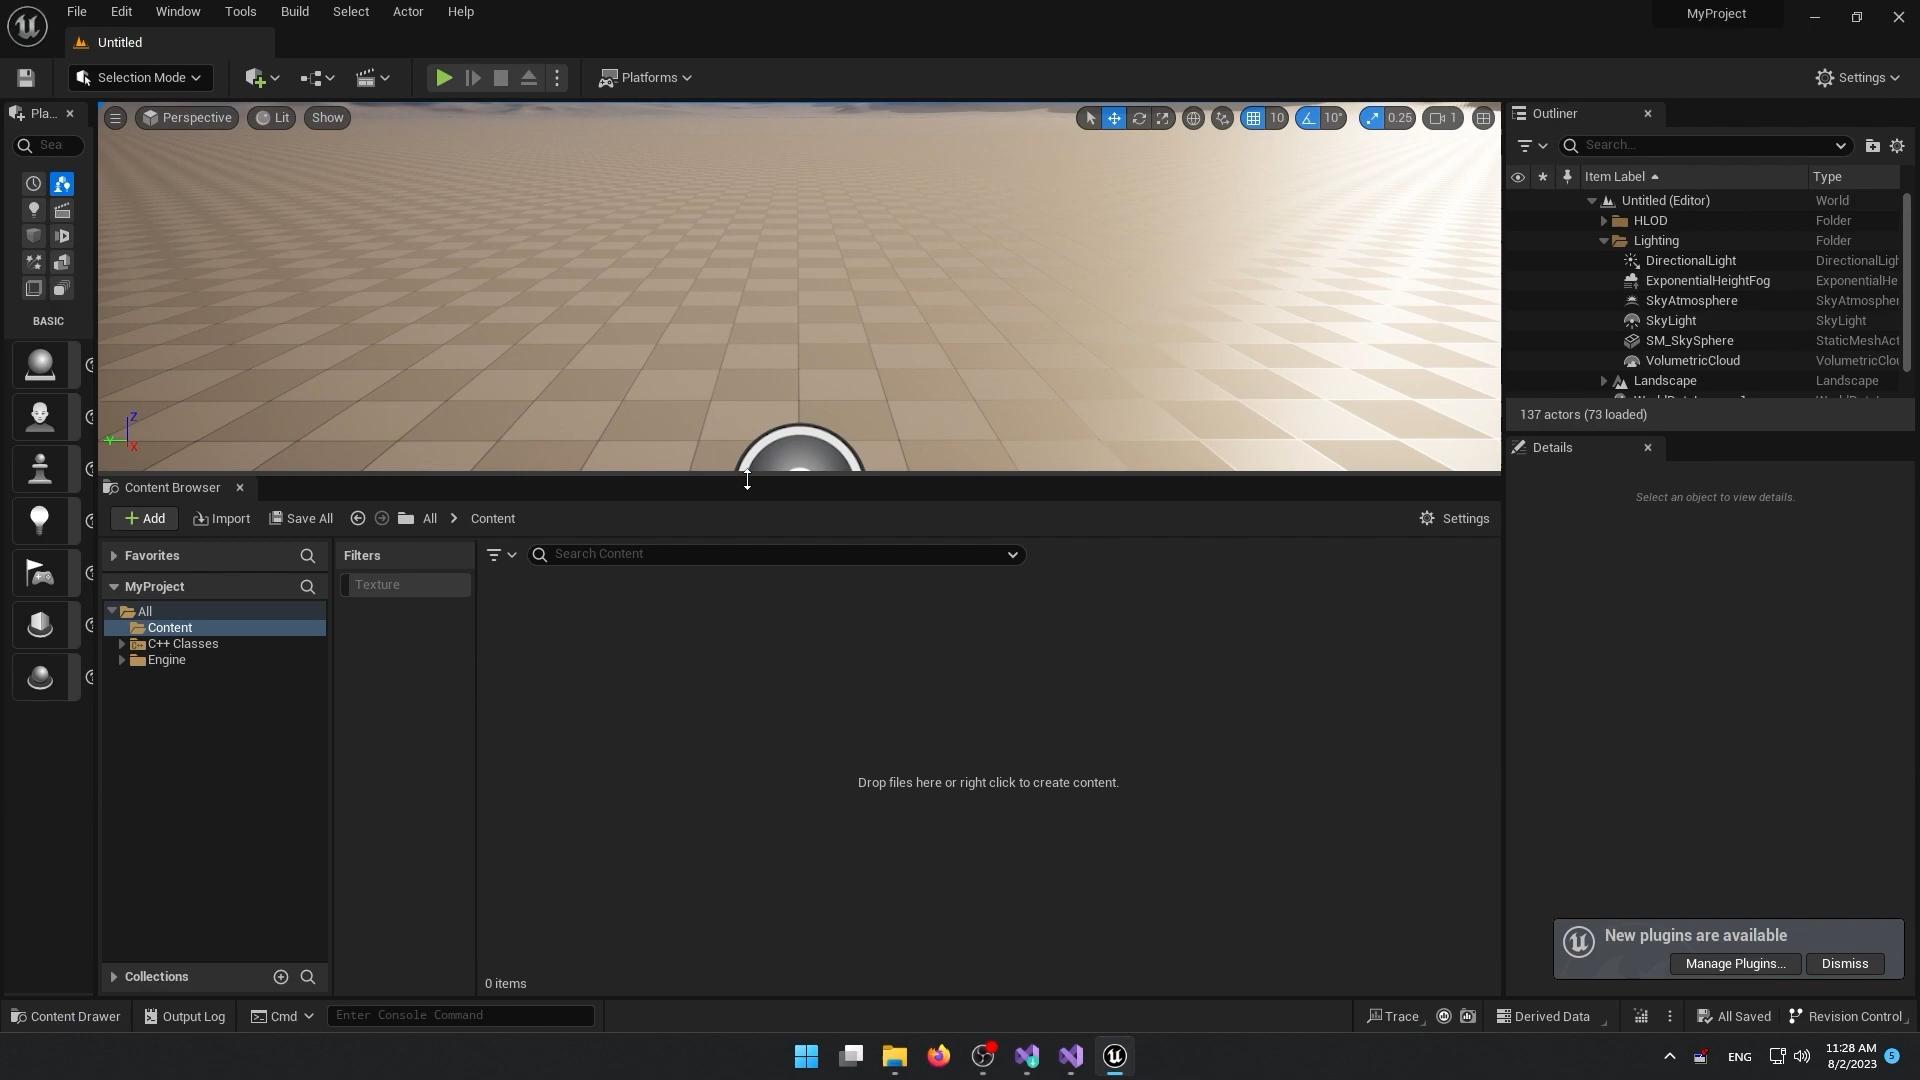 File Edit Window Tools Build Select Actor Help
MyProject
Untitled
Selection Mode
Platforms
Settings
Pla...
Perspective Lit Show
10 10° 0.25 1
Outliner
Sea
Search...
Item Label Type
Untitled (Editor) World
HLOD Folder
Lighting Folder
DirectionalLight DirectionalLigh
ExponentialHeightFog ExponentialHe
SkyAtmosphere SkyAtmospher
SkyLight SkyLight
SM_SkySphere StaticMeshAct
VolumetricCloud VolumetricClou
Landscape Landscape
137 actors (73 loaded)
BASIC
Z
Y
X
Details
Select an object to view details.
Content Browser
Add Import Save All All Content Settings
Favorites
Filters
Search Content
MyProject
Texture
All
Content
C++ Classes
Engine
Drop files here or right click to create content.
Collections
0 items
New plugins are available
Manage Plugins... Dismiss
Content Drawer Output Log Cmd Enter Console Command Trace Derived Data All Saved Revision Control
ENG
11:28 AM
8/2/2023
5